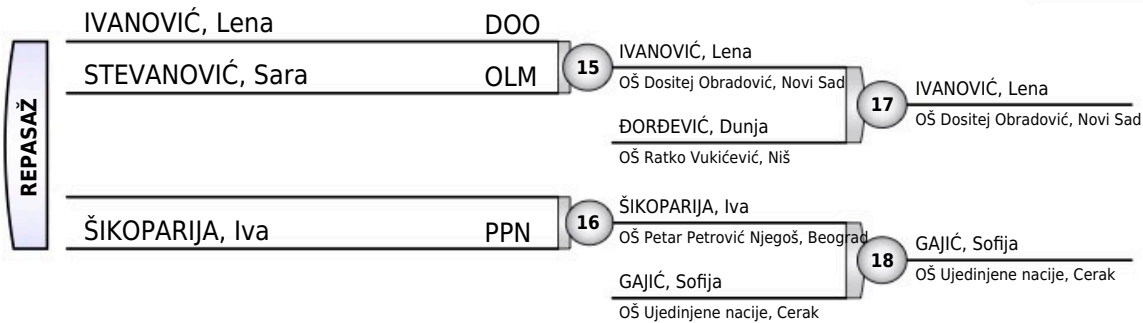 REPASAŽ
IVANOVIĆ, Lena DOO
STEVANOVIĆ, Sara OLM
15
IVANOVIĆ, Lena
OŠ Dositej Obradović, Novi Sad
ĐORĐEVIĆ, Dunja
OŠ Ratko Vukićević, Niš
17
IVANOVIĆ, Lena
OŠ Dositej Obradović, Novi Sad
ŠIKOPARIJA, Iva PPN
16
ŠIKOPARIJA, Iva
OŠ Petar Petrović Njegoš, Beograd
GAJIĆ, Sofija
OŠ Ujedinjene nacije, Cerak
18
GAJIĆ, Sofija
OŠ Ujedinjene nacije, Cerak